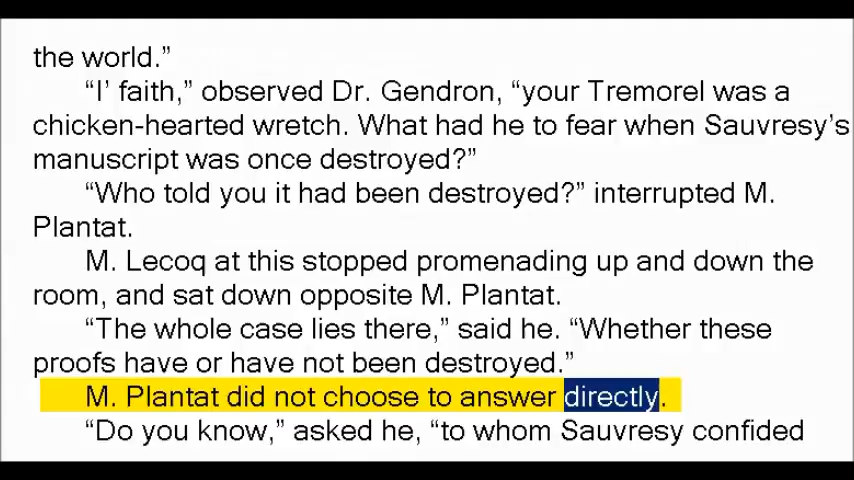 the world.”
“I’ faith,” observed Dr. Gendron, “your Tremorel was a
chicken-hearted wretch. What had he to fear when Sauvresy’s
manuscript was once destroyed?”
“Who told you it had been destroyed?” interrupted M.
Plantat.
M. Lecoq at this stopped promenading up and down the
room, and sat down opposite M. Plantat.
“The whole case lies there,” said he. “Whether these
proofs have or have not been destroyed.”
M. Plantat did not choose to answer directly.
“Do you know,” asked he, “to whom Sauvresy confided